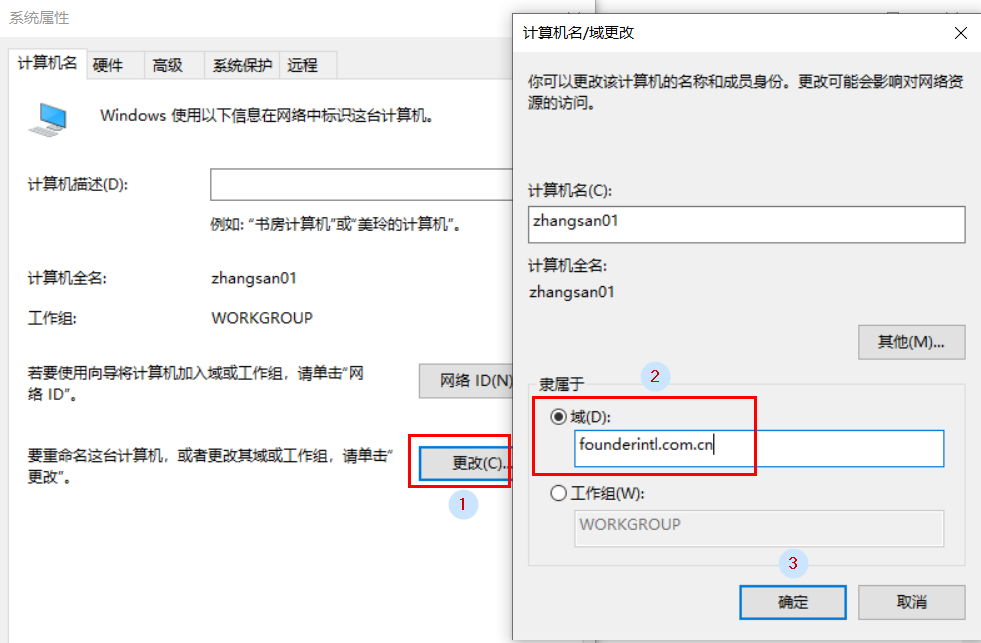 系统属性
计算机名
硬件
高级
系统保护
远程
Windows 使用以下信息在网络中标识这台计算机。
计算机描述(D):
例如: “书房计算机”或“美玲的计算机”。
计算机全名:
zhangsan01
工作组:
WORKGROUP
若要使用向导将计算机加入域或工作组，请单击“网
络 ID”。
网络 ID(N)
要重命名这台计算机，或者更改其域或工作组，请单击“
更改”。
更改(C)...
1
计算机名/域更改
你可以更改该计算机的名称和成员身份。更改可能会影响对网络资
源的访问。
计算机名(C):
zhangsan01
计算机全名:
zhangsan01
其他(M)...
隶属于
2
域(D):
founderintl.com.cn
工作组(W):
WORKGROUP
3
确定
取消